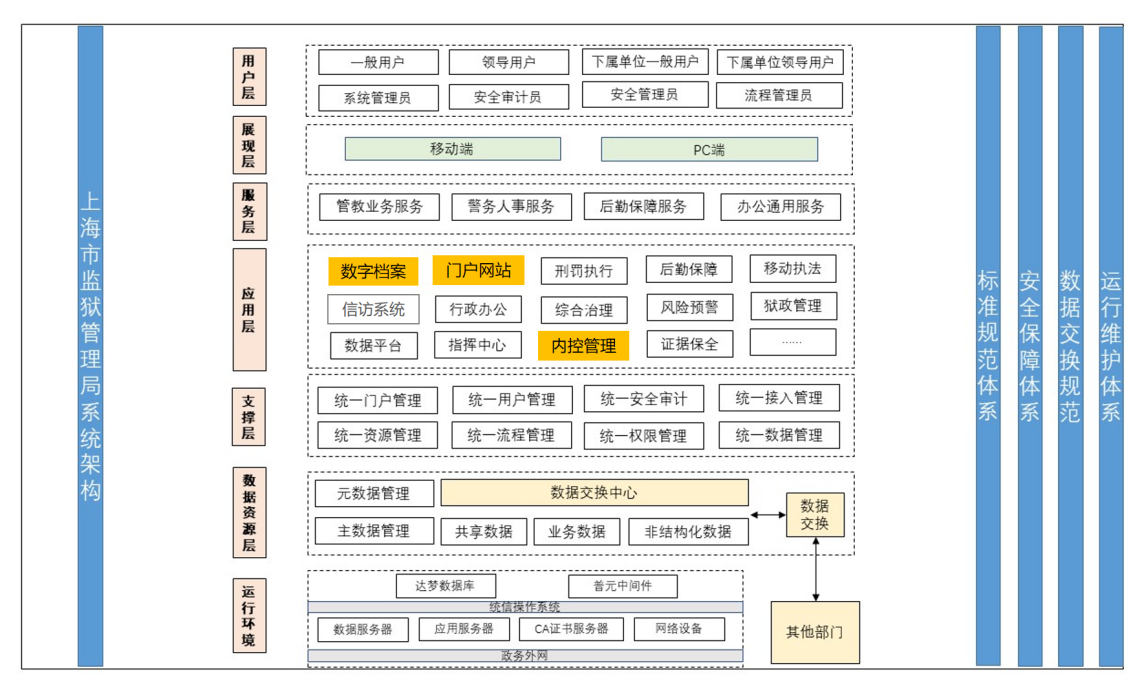 上海市监狱管理局系统架构
用户层
一般用户
领导用户
下属单位一般用户
下属单位领导用户
系统管理员
安全审计员
安全管理员
流程管理员
展现层
移动端
PC端
服务层
管教业务服务
警务人事服务
后勤保障服务
办公通用服务
应用层
数字档案
门户网站
刑罚执行
后勤保障
移动执法
信访系统
行政办公
综合治理
风险预警
狱政管理
数据平台
指挥中心
内控管理
证据保全
......
支撑层
统一门户管理
统一用户管理
统一安全审计
统一接入管理
统一资源管理
统一流程管理
统一权限管理
统一数据管理
数据资源层
元数据管理
数据交换中心
主数据管理
共享数据
业务数据
非结构化数据
数据
交换
运行环境
达梦数据库
普元中间件
统信操作系统
数据服务器
应用服务器
CA证书服务器
网络设备
政务外网
其他部门
标准规范体系
安全保障体系
数据交换规范
运行维护体系